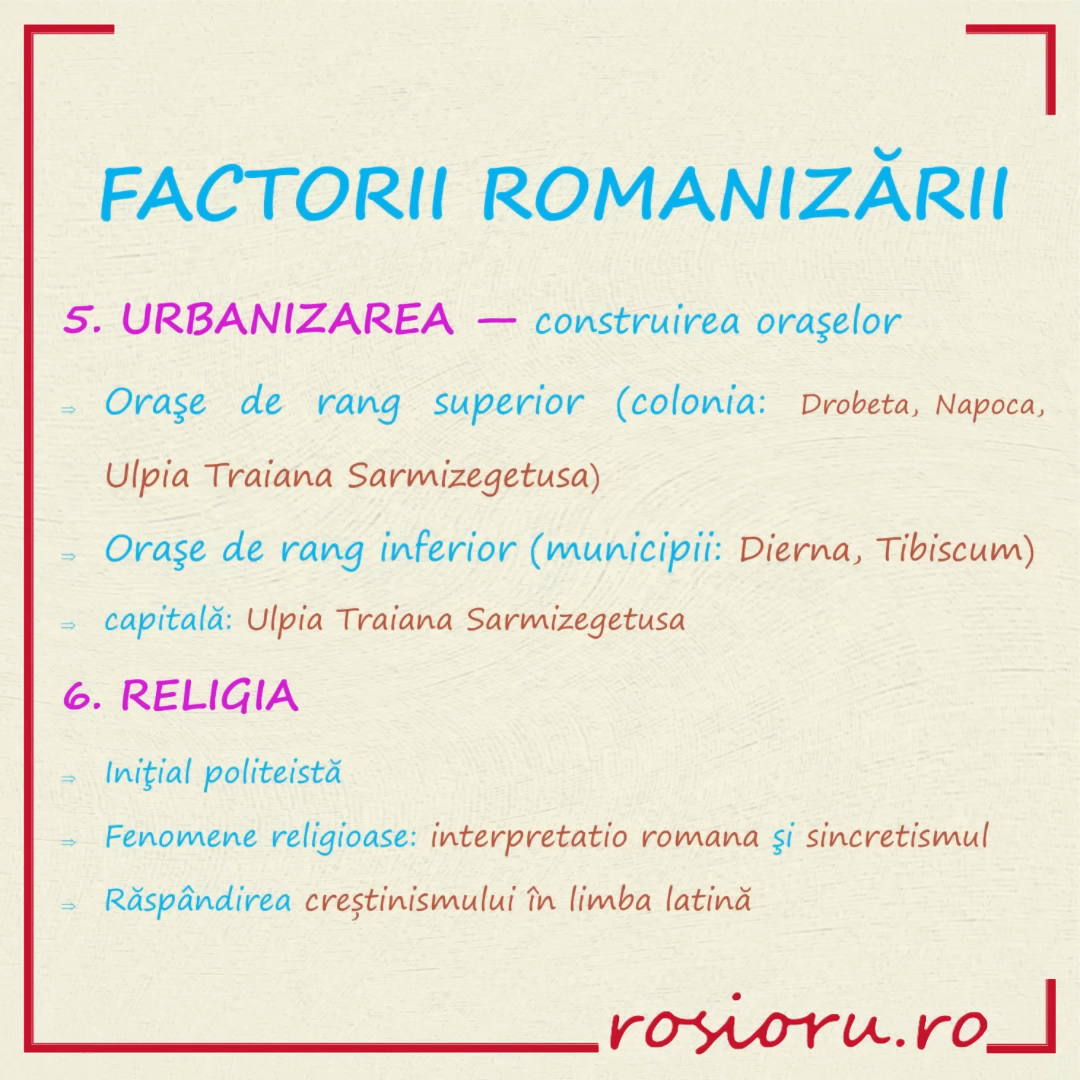 FACTORII ROMANIZĂRII
5. URBANIZAREA — construirea oraşelor
⇒ Oraşe de rang superior (colonia: Drobeta, Napoca,
Ulpia Traiana Sarmizegetusa)
⇒ Oraşe de rang inferior (municipii: Dierna, Tibiscum)
⇒ capitală: Ulpia Traiana Sarmizegetusa
6. RELIGIA
⇒ Iniţial politeistă
⇒ Fenomene religioase: interpretatio romana şi sincretismul
⇒ Răspândirea creștinismului în limba latină
rosioru.ro